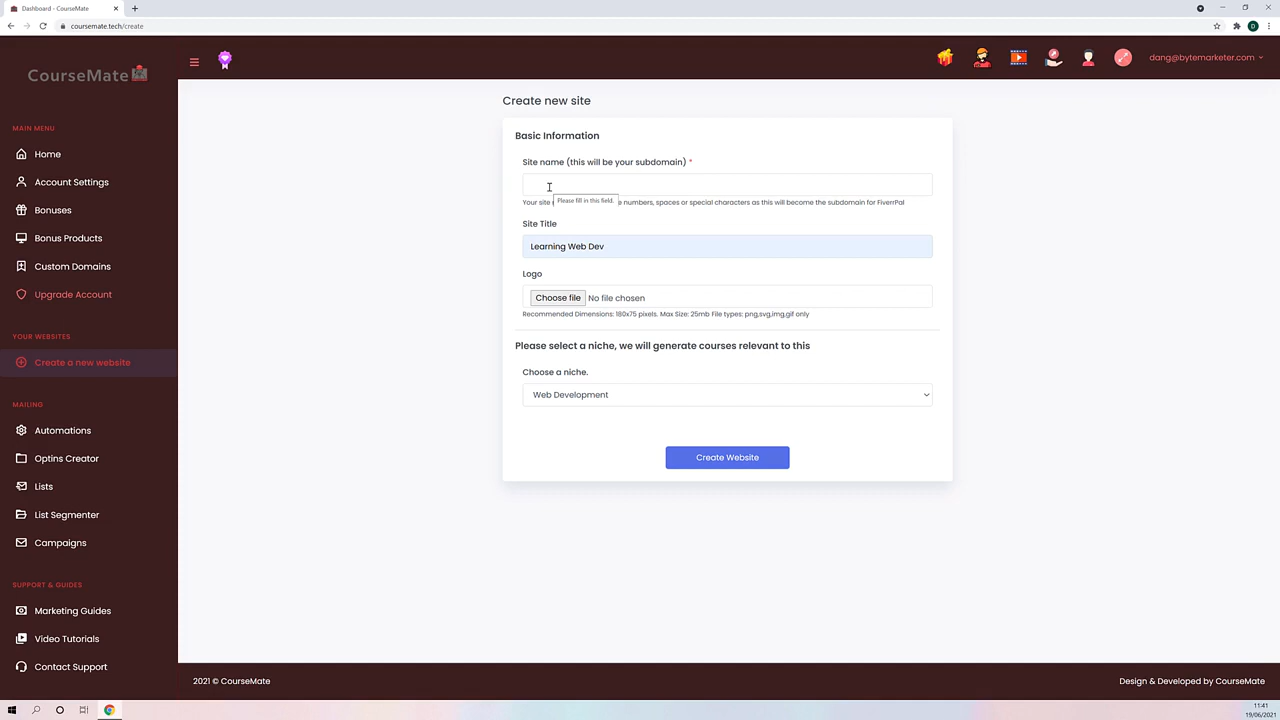 Dashboard - CourseMate
coursemate.tech/create
CourseMate
dang@bytemarketer.com
MAIN MENU
Home
Account Settings
Bonuses
Bonus Products
Custom Domains
Upgrade Account
YOUR WEBSITES
Create a new website
MAILING
Automations
Optins Creator
Lists
List Segmenter
Campaigns
SUPPORT & GUIDES
Marketing Guides
Video Tutorials
Contact Support
Create new site
Basic Information
Site name (this will be your subdomain) *
Please fill in this field.
Your site numbers, spaces or special characters as this will become the subdomain for FiverrPal
Site Title
Learning Web Dev
Logo
Choose file No file chosen
Recommended Dimensions: 180x75 pixels. Max Size: 25mb File types: png,svg,img,gif only
Please select a niche, we will generate courses relevant to this
Choose a niche.
Web Development
Create Website
2021 © CourseMate
Design & Developed by CourseMate
11:41
19/06/2021